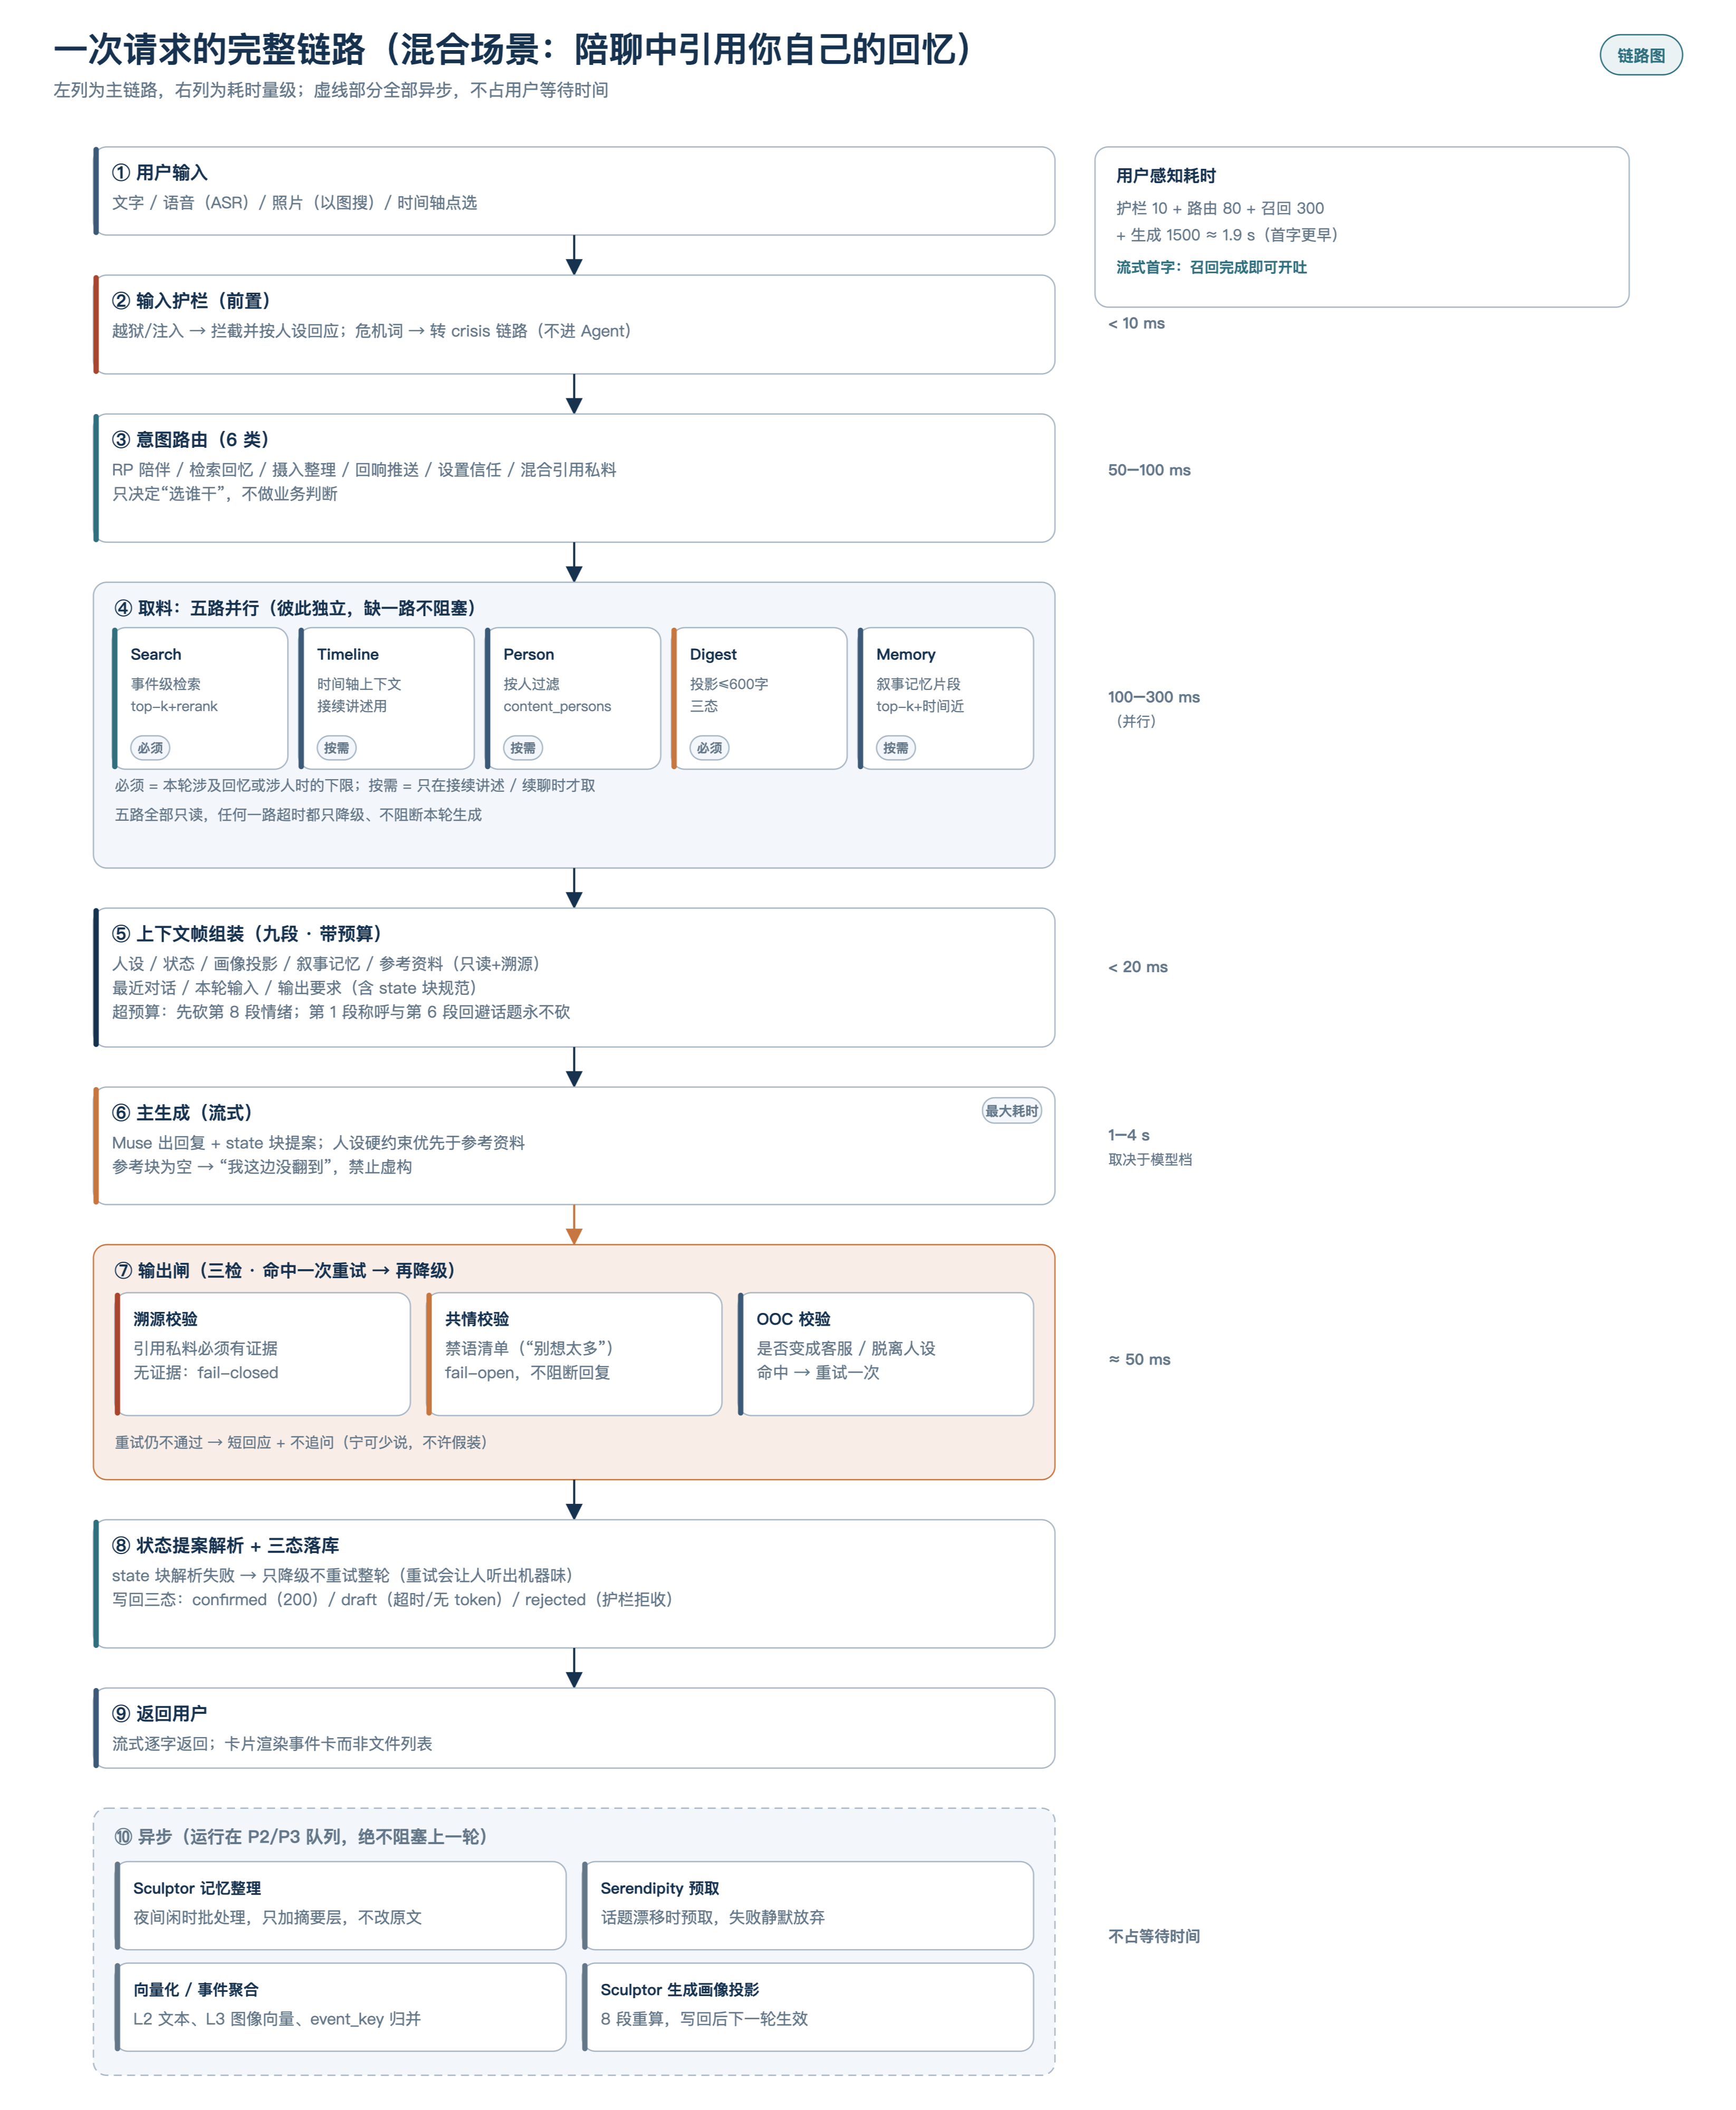 一次请求的完整链路（混合场景：陪聊中引用你自己的回忆）
链路图
左列为主链路，右列为耗时量级；虚线部分全部异步，不占用户等待时间
① 用户输入
文字 / 语音（ASR）/ 照片（以图搜）/ 时间轴点选
用户感知耗时
护栏 10 + 路由 80 + 召回 300
+ 生成 1500 ≈ 1.9 s（首字更早）
流式首字：召回完成即可开吐
② 输入护栏（前置）
越狱/注入 → 拦截并按人设回应；危机词 → 转 crisis 链路（不进 Agent）
< 10 ms
③ 意图路由（6 类）
RP 陪伴 / 检索回忆 / 摄入整理 / 回响推送 / 设置信任 / 混合引用私料
只决定“选谁干”，不做业务判断
50–100 ms
④ 取料：五路并行（彼此独立，缺一路不阻塞）
Search
事件级检索
top-k+rerank
必须
Timeline
时间轴上下文
接续讲述用
按需
Person
按人过滤
content_persons
按需
Digest
投影≤600字
三态
必须
Memory
叙事记忆片段
top-k+时间近
按需
必须 = 本轮涉及回忆或涉人时的下限；按需 = 只在接续讲述 / 续聊时才取
五路全部只读，任何一路超时都只降级、不阻断本轮生成
100–300 ms
（并行）
⑤ 上下文帧组装（九段 · 带预算）
人设 / 状态 / 画像投影 / 叙事记忆 / 参考资料（只读+溯源）
最近对话 / 本轮输入 / 输出要求（含 state 块规范）
超预算：先砍第 8 段情绪；第 1 段称呼与第 6 段回避话题永不砍
< 20 ms
⑥ 主生成（流式）
最大耗时
Muse 出回复 + state 块提案；人设硬约束优先于参考资料
参考块为空 → “我这边没翻到”，禁止虚构
1–4 s
取决于模型档
⑦ 输出闸（三检 · 命中一次重试 → 再降级）
溯源校验
引用私料必须有证据
无证据：fail-closed
共情校验
禁语清单（“别想太多”）
fail-open，不阻断回复
OOC 校验
是否变成客服 / 脱离人设
命中 → 重试一次
重试仍不通过 → 短回应 + 不追问（宁可少说，不许假装）
≈ 50 ms
⑧ 状态提案解析 + 三态落库
state 块解析失败 → 只降级不重试整轮（重试会让人听出机器味）
写回三态：confirmed（200）/ draft（超时/无 token）/ rejected（护栏拒收）
⑨ 返回用户
流式逐字返回；卡片渲染事件卡而非文件列表
⑩ 异步（运行在 P2/P3 队列，绝不阻塞上一轮）
Sculptor 记忆整理
夜间闲时批处理，只加摘要层，不改原文
Serendipity 预取
话题漂移时预取，失败静默放弃
向量化 / 事件聚合
L2 文本、L3 图像向量、event_key 归并
Sculptor 生成画像投影
8 段重算，写回后下一轮生效
不占等待时间